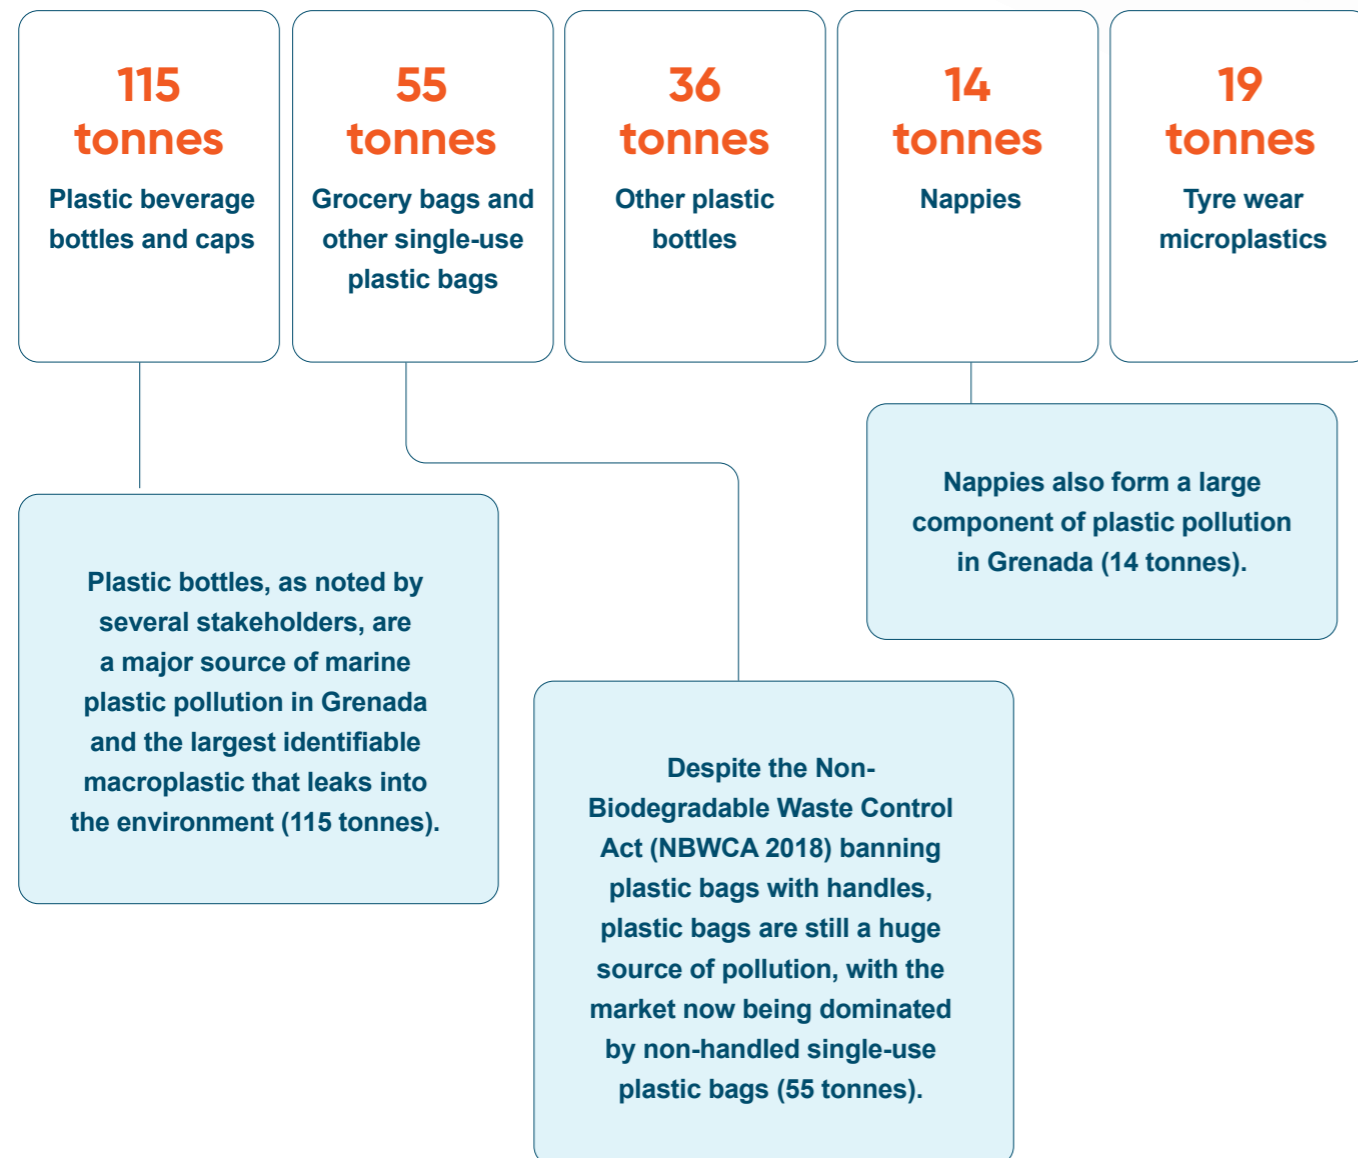 115
tonnes
Plastic beverage
bottles and caps
55
tonnes
Grocery bags and
other single-use
plastic bags
36
tonnes
Other plastic
bottles
14
tonnes
Nappies
19
tonnes
Tyre wear
microplastics
Nappies also form a large
component of plastic pollution
in Grenada (14 tonnes).
Plastic bottles, as noted by
several stakeholders, are
a major source of marine
plastic pollution in Grenada
and the largest identifiable
macroplastic that leaks into
the environment (115 tonnes).
Despite the Non-
Biodegradable Waste Control
Act (NBWCA 2018) banning
plastic bags with handles,
plastic bags are still a huge
source of pollution, with the
market now being dominated
by non-handled single-use
plastic bags (55 tonnes).